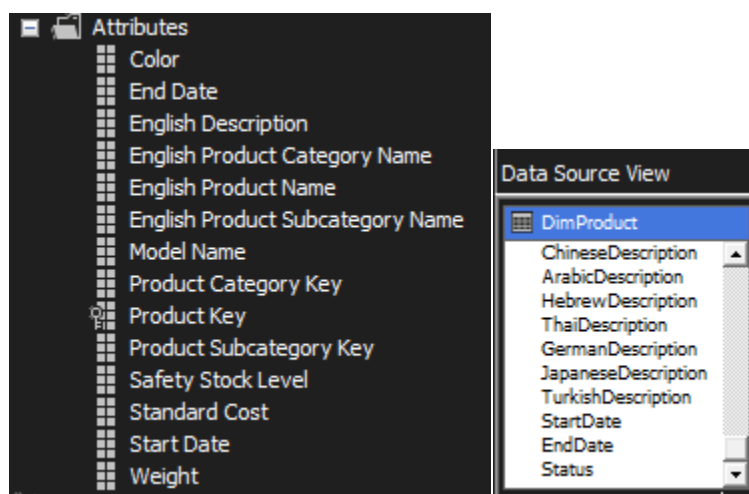 Attributes
Color
End Date
English Description
English Product Category Name
English Product Name
English Product Subcategory Name
Model Name
Product Category Key
Product Key
Product Subcategory Key
Safety Stock Level
Standard Cost
Start Date
Weight
Data Source View
DimProduct
ChineseDescription
ArabicDescription
HebrewDescription
ThaiDescription
GermanDescription
JapaneseDescription
TurkishDescription
StartDate
EndDate
Status